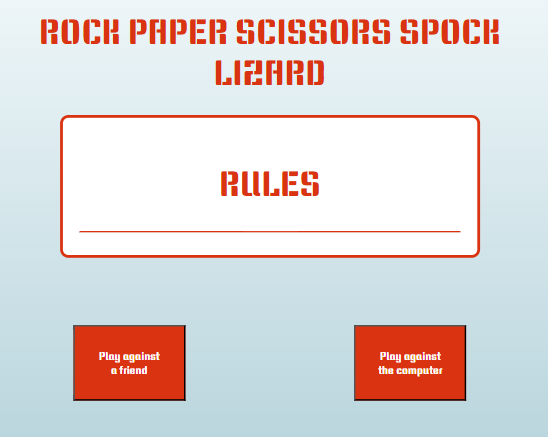 ROCK PAPER SCISSORS SPOCK
LIZARD
RULES
Play against
a friend
Play against
the computer